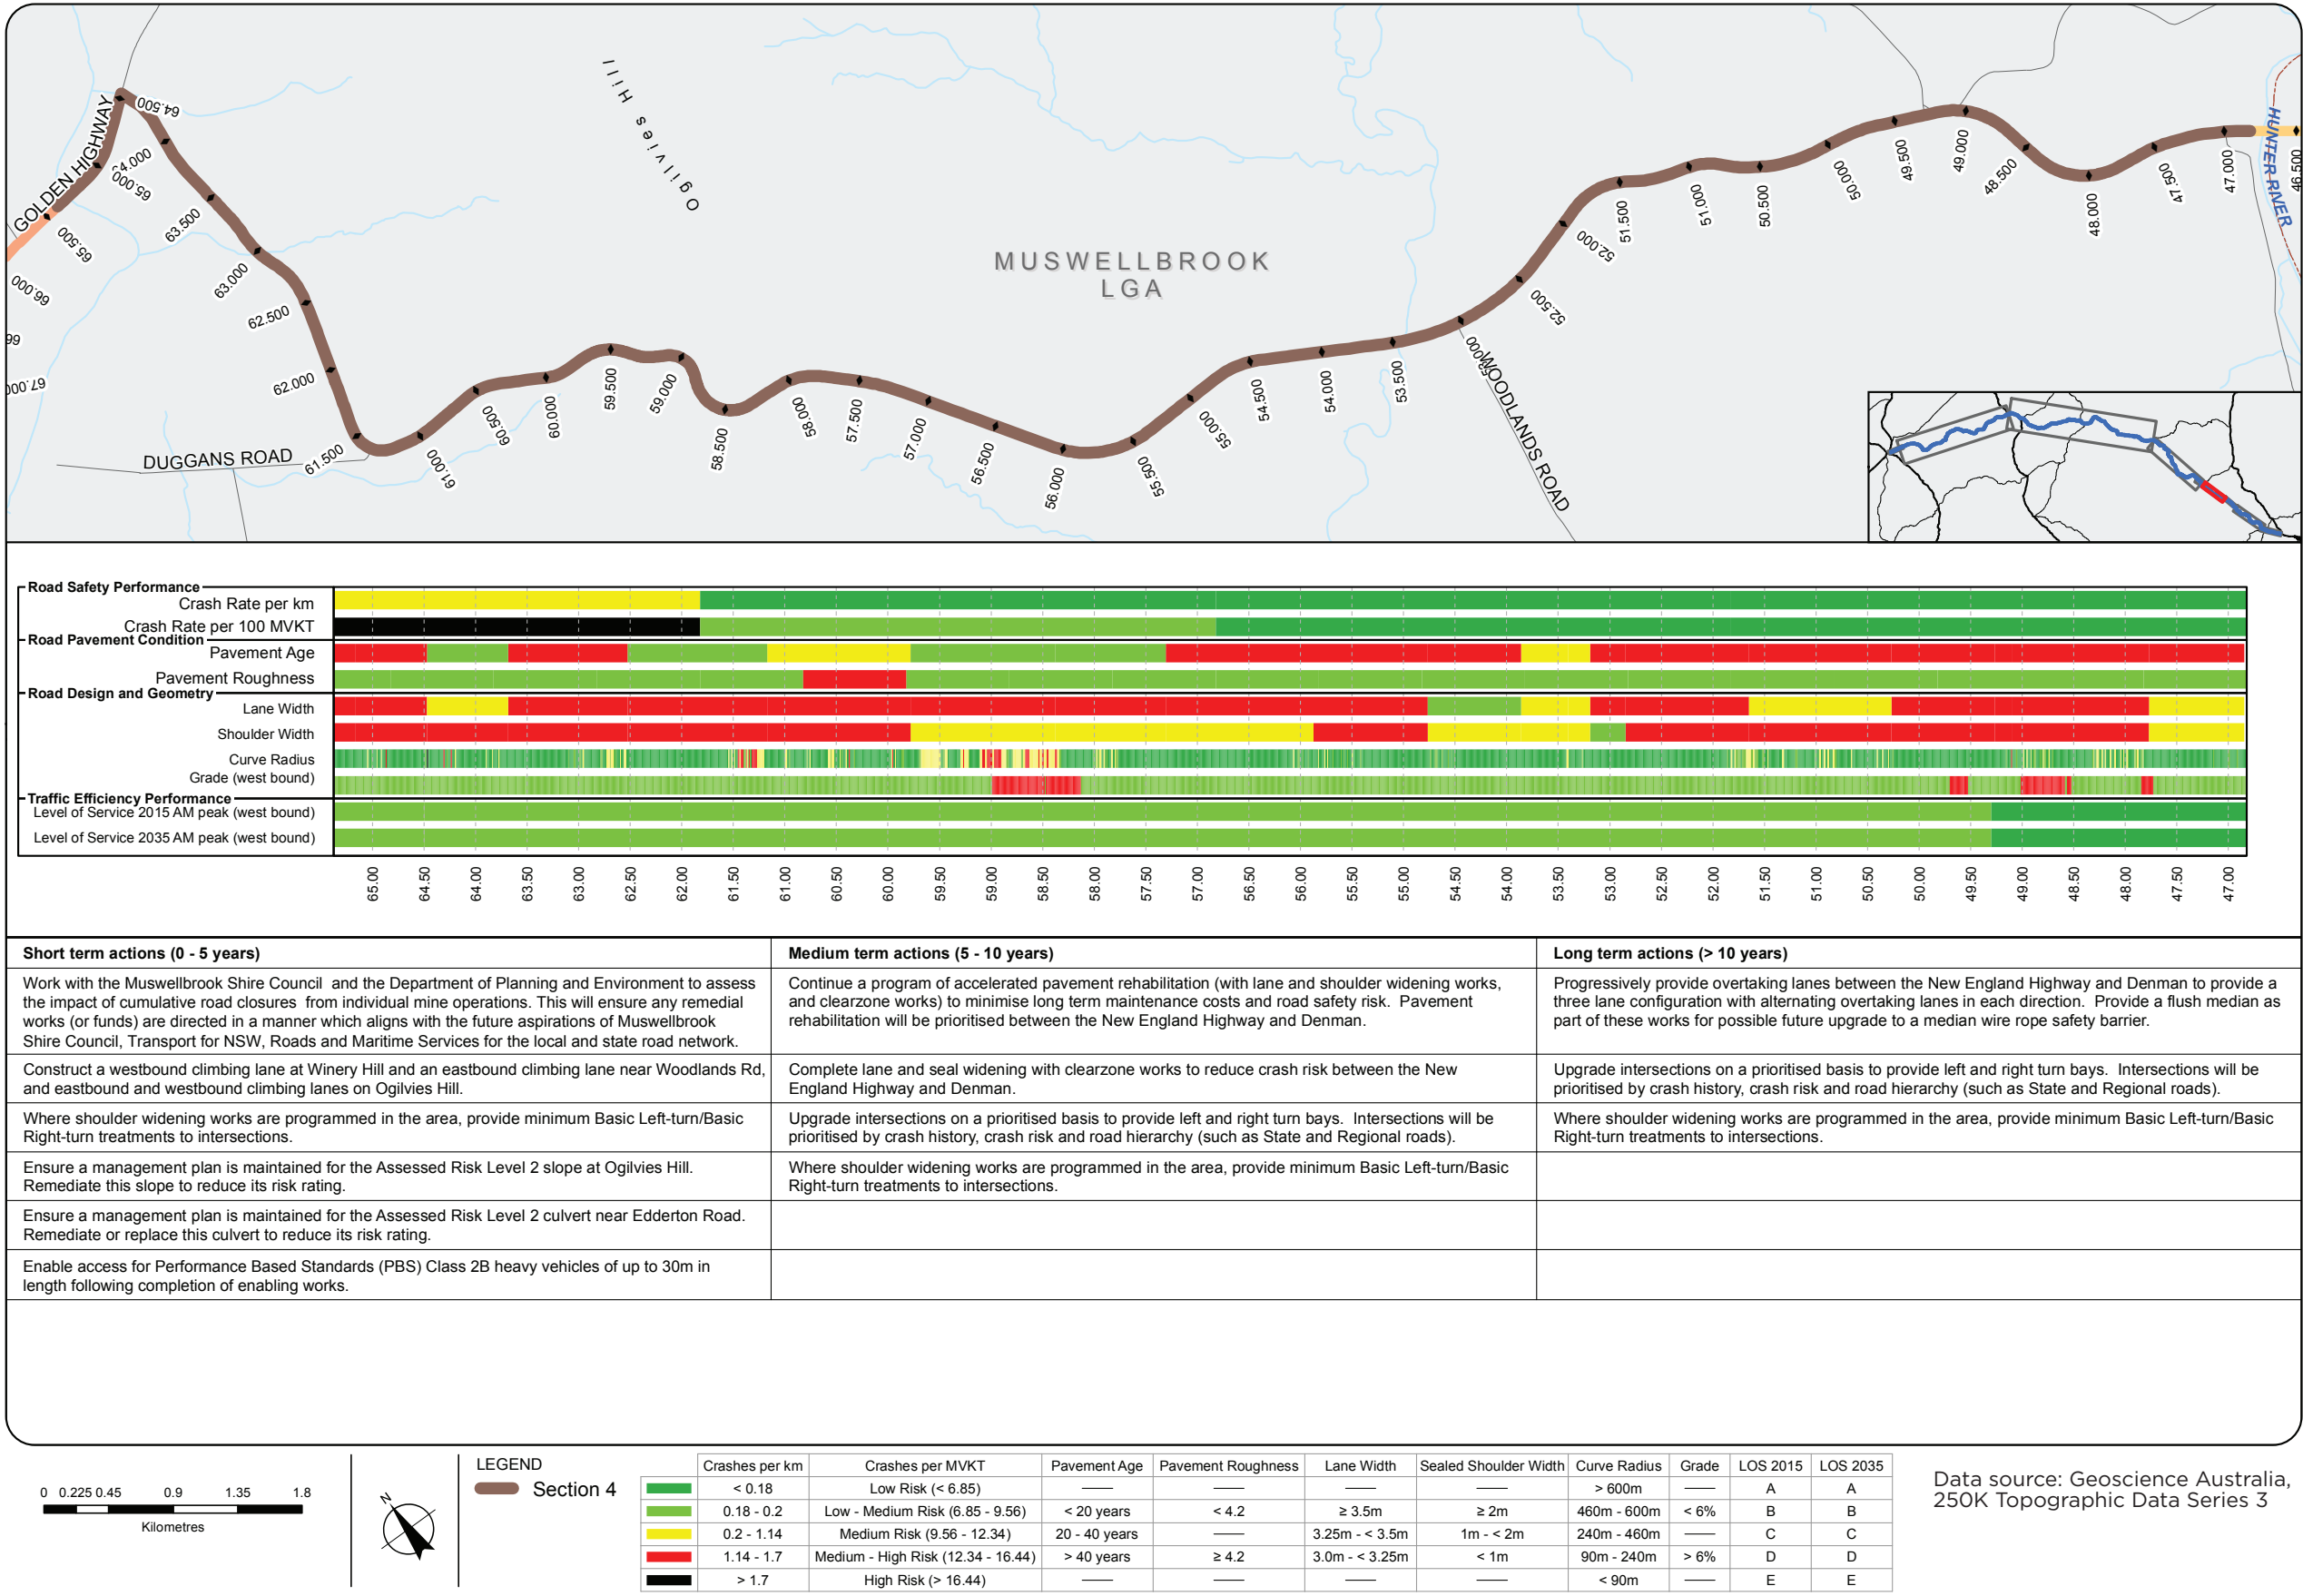 Ogilvies Hill
GOLDEN HIGHWAY
64.500
64.000
65.000
65.500
66.000
67.000
63.500
63.000
62.500
62.000
61.500
DUGGANS ROAD
61.000
60.500
60.000
59.500
59.000
58.500
58.000
57.500
57.000
56.500
56.000
55.500
55.000
54.500
54.000
53.500
53.000
WOODLANDS ROAD
52.500
52.000
51.500
51.000
50.500
50.000
49.500
49.000
48.500
48.000
47.500
47.000
46.500
HUNTER RIVER
MUSWELLBROOK
LGA
Road Safety Performance
Crash Rate per km
Crash Rate per 100 MVKT
Road Pavement Condition
Pavement Age
Pavement Roughness
Road Design and Geometry
Lane Width
Shoulder Width
Curve Radius
Grade (west bound)
Traffic Efficiency Performance
Level of Service 2015 AM peak (west bound)
Level of Service 2035 AM peak (west bound)
65.00 64.50 64.00 63.50 63.00 62.50 62.00 61.50 61.00 60.50 60.00 59.50 59.00 58.50 58.00 57.50 57.00 56.50 56.00 55.50 55.00 54.50 54.00 53.50 53.00 52.50 52.00 51.50 51.00 50.50 50.00 49.50 49.00 48.50 48.00 47.50 47.00
Short term actions (0 - 5 years)
Work with the Muswellbrook Shire Council and the Department of Planning and Environment to assess
the impact of cumulative road closures from individual mine operations. This will ensure any remedial
works (or funds) are directed in a manner which aligns with the future aspirations of Muswellbrook
Shire Council, Transport for NSW, Roads and Maritime Services for the local and state road network.
Construct a westbound climbing lane at Winery Hill and an eastbound climbing lane near Woodlands Rd,
and eastbound and westbound climbing lanes on Ogilvies Hill.
Where shoulder widening works are programmed in the area, provide minimum Basic Left-turn/Basic
Right-turn treatments to intersections.
Ensure a management plan is maintained for the Assessed Risk Level 2 slope at Ogilvies Hill.
Remediate this slope to reduce its risk rating.
Ensure a management plan is maintained for the Assessed Risk Level 2 culvert near Edderton Road.
Remediate or replace this culvert to reduce its risk rating.
Enable access for Performance Based Standards (PBS) Class 2B heavy vehicles of up to 30m in
length following completion of enabling works.
Medium term actions (5 - 10 years)
Continue a program of accelerated pavement rehabilitation (with lane and shoulder widening works,
and clearzone works) to minimise long term maintenance costs and road safety risk. Pavement
rehabilitation will be prioritised between the New England Highway and Denman.
Complete lane and seal widening with clearzone works to reduce crash risk between the New
England Highway and Denman.
Upgrade intersections on a prioritised basis to provide left and right turn bays. Intersections will be
prioritised by crash history, crash risk and road hierarchy (such as State and Regional roads).
Where shoulder widening works are programmed in the area, provide minimum Basic Left-turn/Basic
Right-turn treatments to intersections.
Long term actions (> 10 years)
Progressively provide overtaking lanes between the New England Highway and Denman to provide a
three lane configuration with alternating overtaking lanes in each direction. Provide a flush median as
part of these works for possible future upgrade to a median wire rope safety barrier.
Upgrade intersections on a prioritised basis to provide left and right turn bays. Intersections will be
prioritised by crash history, crash risk and road hierarchy (such as State and Regional roads).
Where shoulder widening works are programmed in the area, provide minimum Basic Left-turn/Basic
Right-turn treatments to intersections.
0 0.225 0.45 0.9 1.35 1.8
Kilometres
N
LEGEND
Section 4
Crashes per km Crashes per MVKT Pavement Age Pavement Roughness Lane Width Sealed Shoulder Width Curve Radius Grade LOS 2015 LOS 2035
< 0.18 Low Risk (< 6.85) —— —— —— —— > 600m —— A A
0.18 - 0.2 Low - Medium Risk (6.85 - 9.56) < 20 years < 4.2 ≥ 3.5m ≥ 2m 460m - 600m < 6% B B
0.2 - 1.14 Medium Risk (9.56 - 12.34) 20 - 40 years —— 3.25m - < 3.5m 1m - < 2m 240m - 460m —— C C
1.14 - 1.7 Medium - High Risk (12.34 - 16.44) > 40 years ≥ 4.2 3.0m - < 3.25m < 1m 90m - 240m > 6% D D
> 1.7 High Risk (> 16.44) —— —— —— —— < 90m —— E E
Data source: Geoscience Australia,
250K Topographic Data Series 3